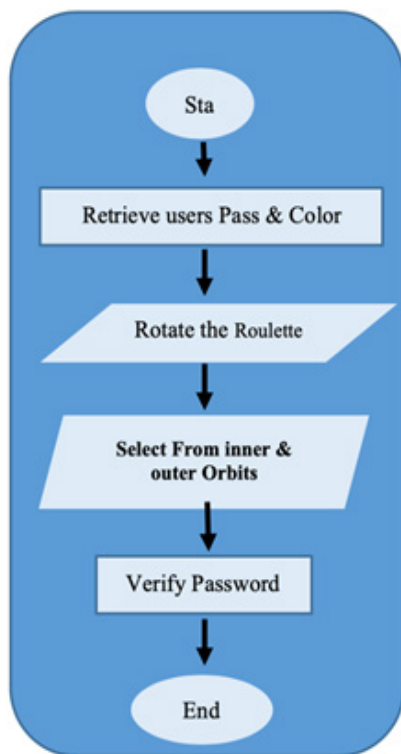 Sta
Retrieve users Pass & Color
Rotate the Roulette
Select From inner &
outer Orbits
Verify Password
End